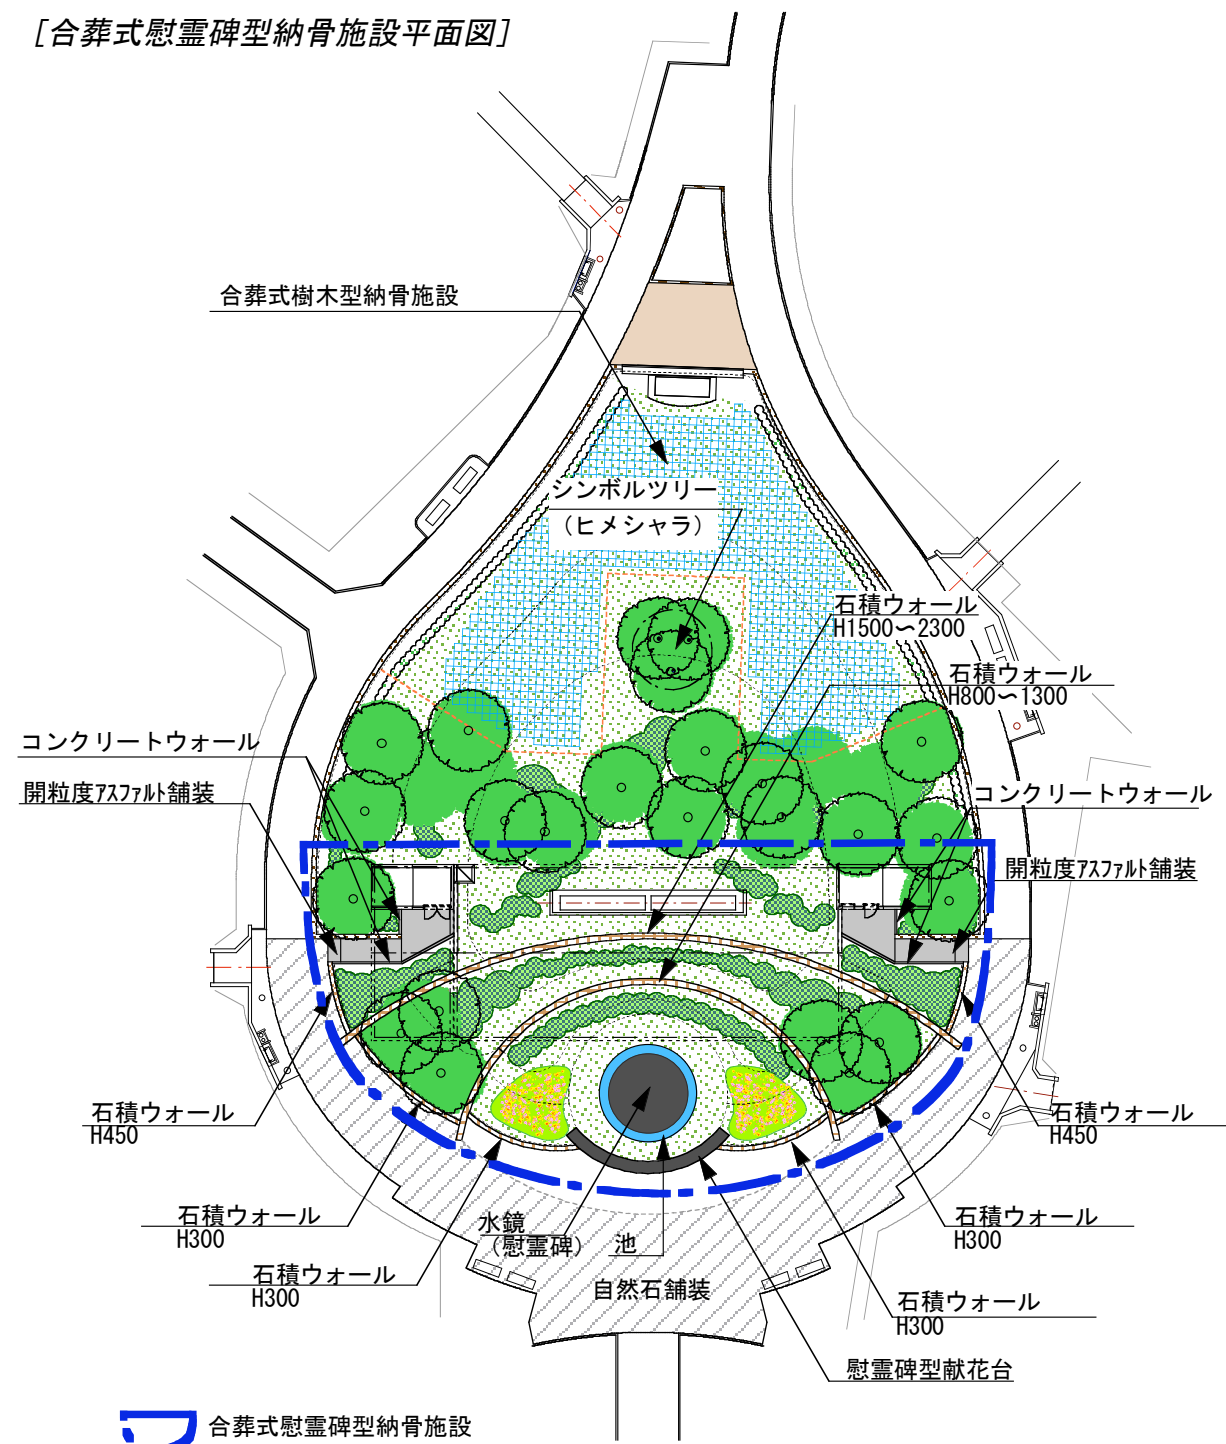 [合葬式慰霊碑型納骨施設平面図]
合葬式樹木型納骨施設
シンボルツリー
（ヒメシャラ）
石積ウォール
H1500～2300
石積ウォール
H800～1300
コンクリートウォール
開粒度アスファルト舗装
コンクリートウォール
開粒度アスファルト舗装
石積ウォール
H450
石積ウォール
H450
石積ウォール
H300
水鏡
（慰霊碑）
池
石積ウォール
H300
石積ウォール
H300
自然石舗装
石積ウォール
H300
慰霊碑型献花台
合葬式慰霊碑型納骨施設